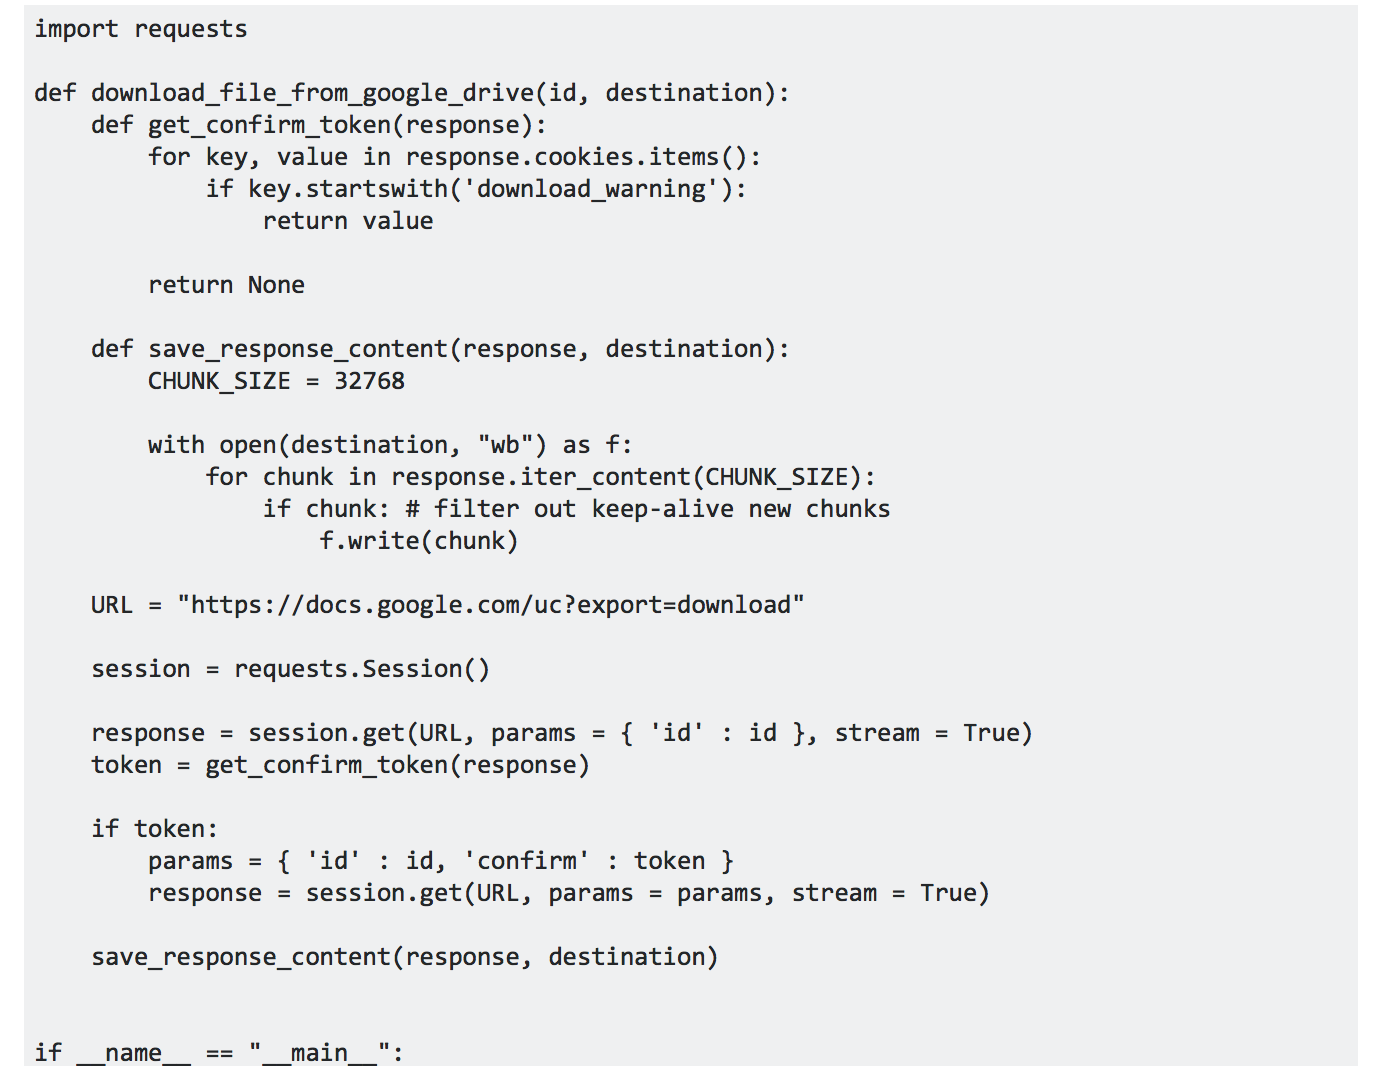 import requests

def download_file_from_google_drive(id, destination):
    def get_confirm_token(response):
        for key, value in response.cookies.items():
            if key.startswith('download_warning'):
                return value

        return None

    def save_response_content(response, destination):
        CHUNK_SIZE = 32768

        with open(destination, "wb") as f:
            for chunk in response.iter_content(CHUNK_SIZE):
                if chunk: # filter out keep-alive new chunks
                    f.write(chunk)

    URL = "https://docs.google.com/uc?export=download"

    session = requests.Session()

    response = session.get(URL, params = { 'id' : id }, stream = True)
    token = get_confirm_token(response)

    if token:
        params = { 'id' : id, 'confirm' : token }
        response = session.get(URL, params = params, stream = True)

    save_response_content(response, destination)


if __name__ == "__main__":